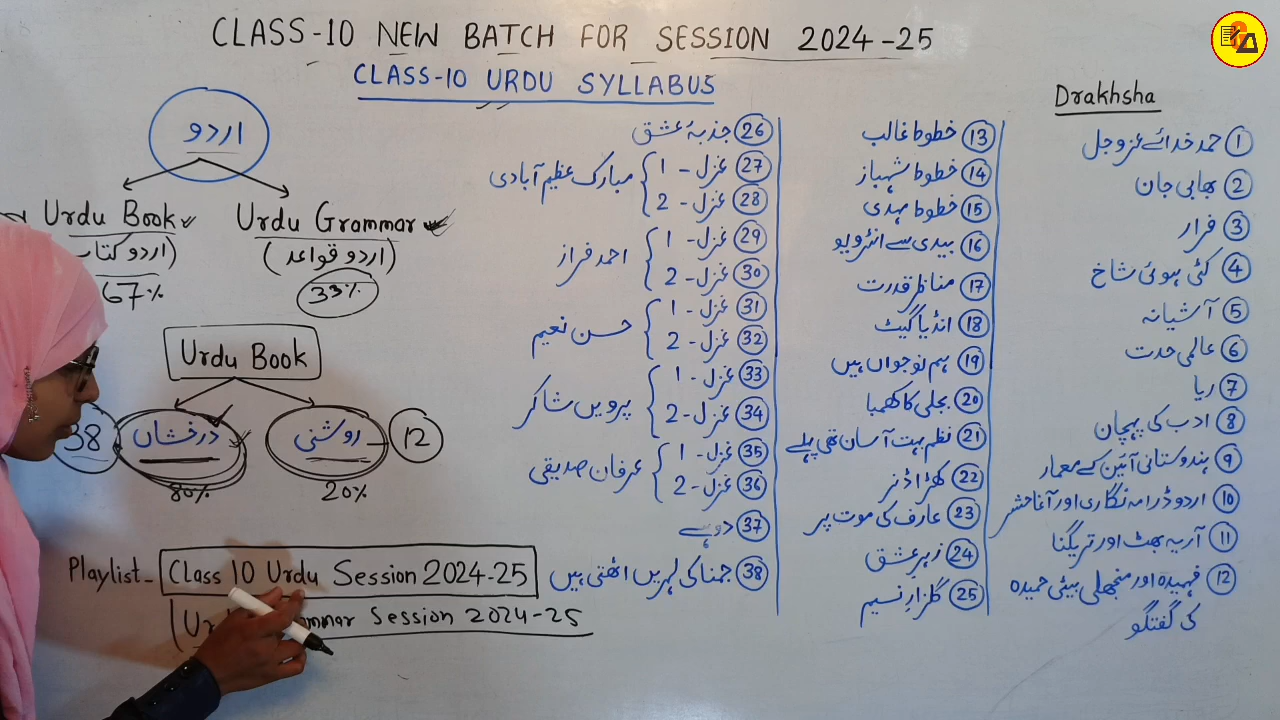 CLASS-10 NEW BATCH FOR SESSION 2024-25
CLASS-10 URDU SYLLABUS
اردو
Urdu Book
(اردو کتاب
67%
Urdu Grammar
(اردو قواعد)
33%
Urdu Book
38
درخشاں
80%
روشنی
12
20%
Playlist- Class 10 Urdu Session 2024-25
Ur mmar Session 2024-25
Drakhsha
1 حمد خدائے عزوجل
2 بھابی جان
3 فرار
4 کٹی ہوئی شاخ
5 آشیانہ
6 عالمی حدت
7 ریا
8 ادب کی پہچان
9 ہندوستانی آئین کے معمار
10 اردو ڈرامہ نگاری اور آغا حشر
11 آریہ بھٹ اور تریگنا
12 فہمیدہ اور منجھلی بیٹی حمیدہ
کی گفتگو
13 خطوط غالب
14 خطوط شہباز
15 خطوط مہدی
16 بیدی سے انٹرویو
17 مناظر قدرت
18 انڈیا گیٹ
19 ہم نوجواں ہیں
20 بجلی کا کھمبا
21 نظم بہت آسان تھی پہلے
22 کھڑا ڈنر
23 عارف کی موت پر
24 زہر عشق
25 گلزار نسیم
26 جذبۂ عشق
27 غزل - 1
28 غزل - 2
مبارک عظیم آبادی
29 غزل - 1
30 غزل - 2
احمد فراز
31 غزل - 1
32 غزل - 2
حسن نعیم
33 غزل - 1
34 غزل - 2
پروین شاکر
35 غزل - 1
36 غزل - 2
عرفان صدیقی
37 دوہے
38 جمنا کی لہریں اٹھتی ہیں